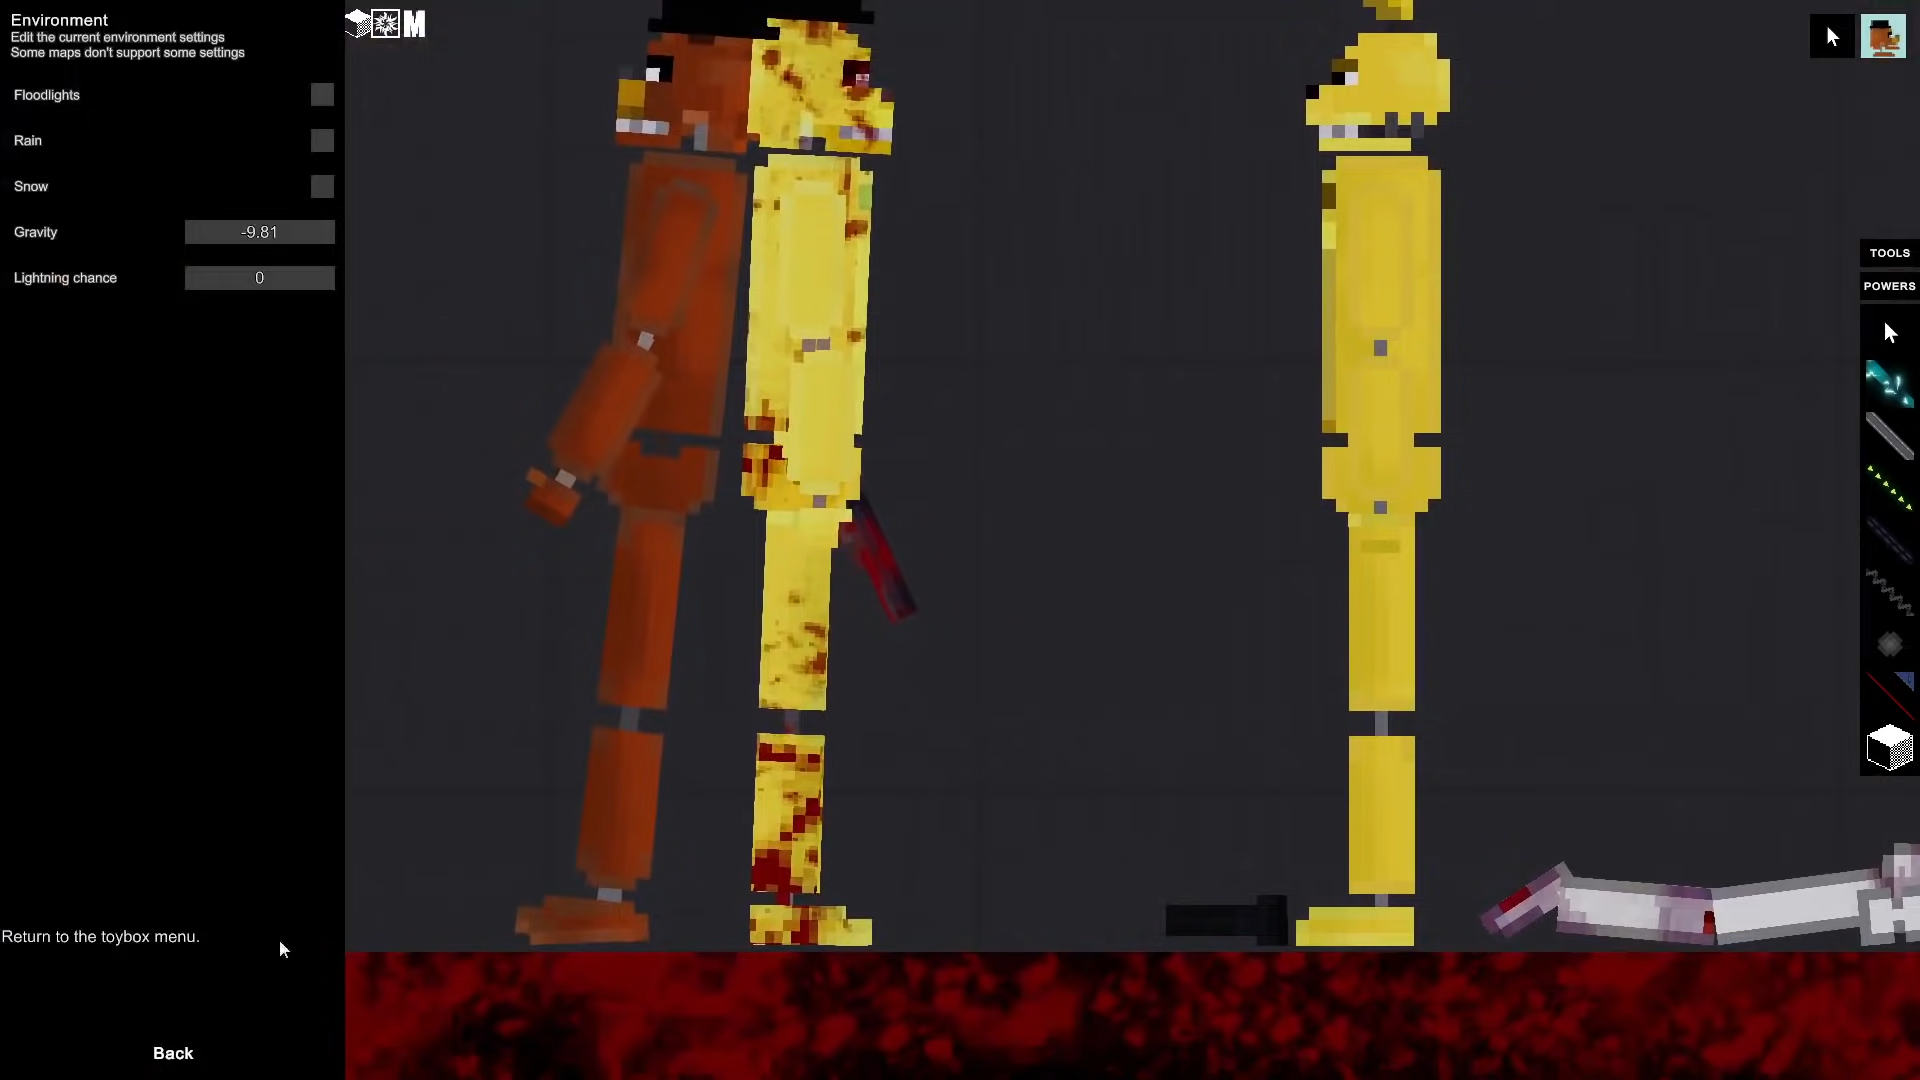 Environment
Edit the current environment settings
Some maps don't support some settings
M
Floodlights
Rain
Snow
Gravity
-9.81
Lightning chance
0
TOOLS
POWERS
Return to the toybox menu.
Back